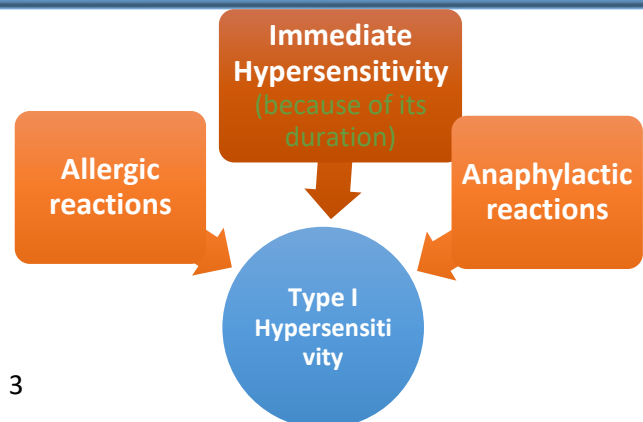 Immediate
Hypersensitivity
(because of its
duration)
Allergic
reactions
Anaphylactic
reactions
Type I
Hypersensiti
vity
3